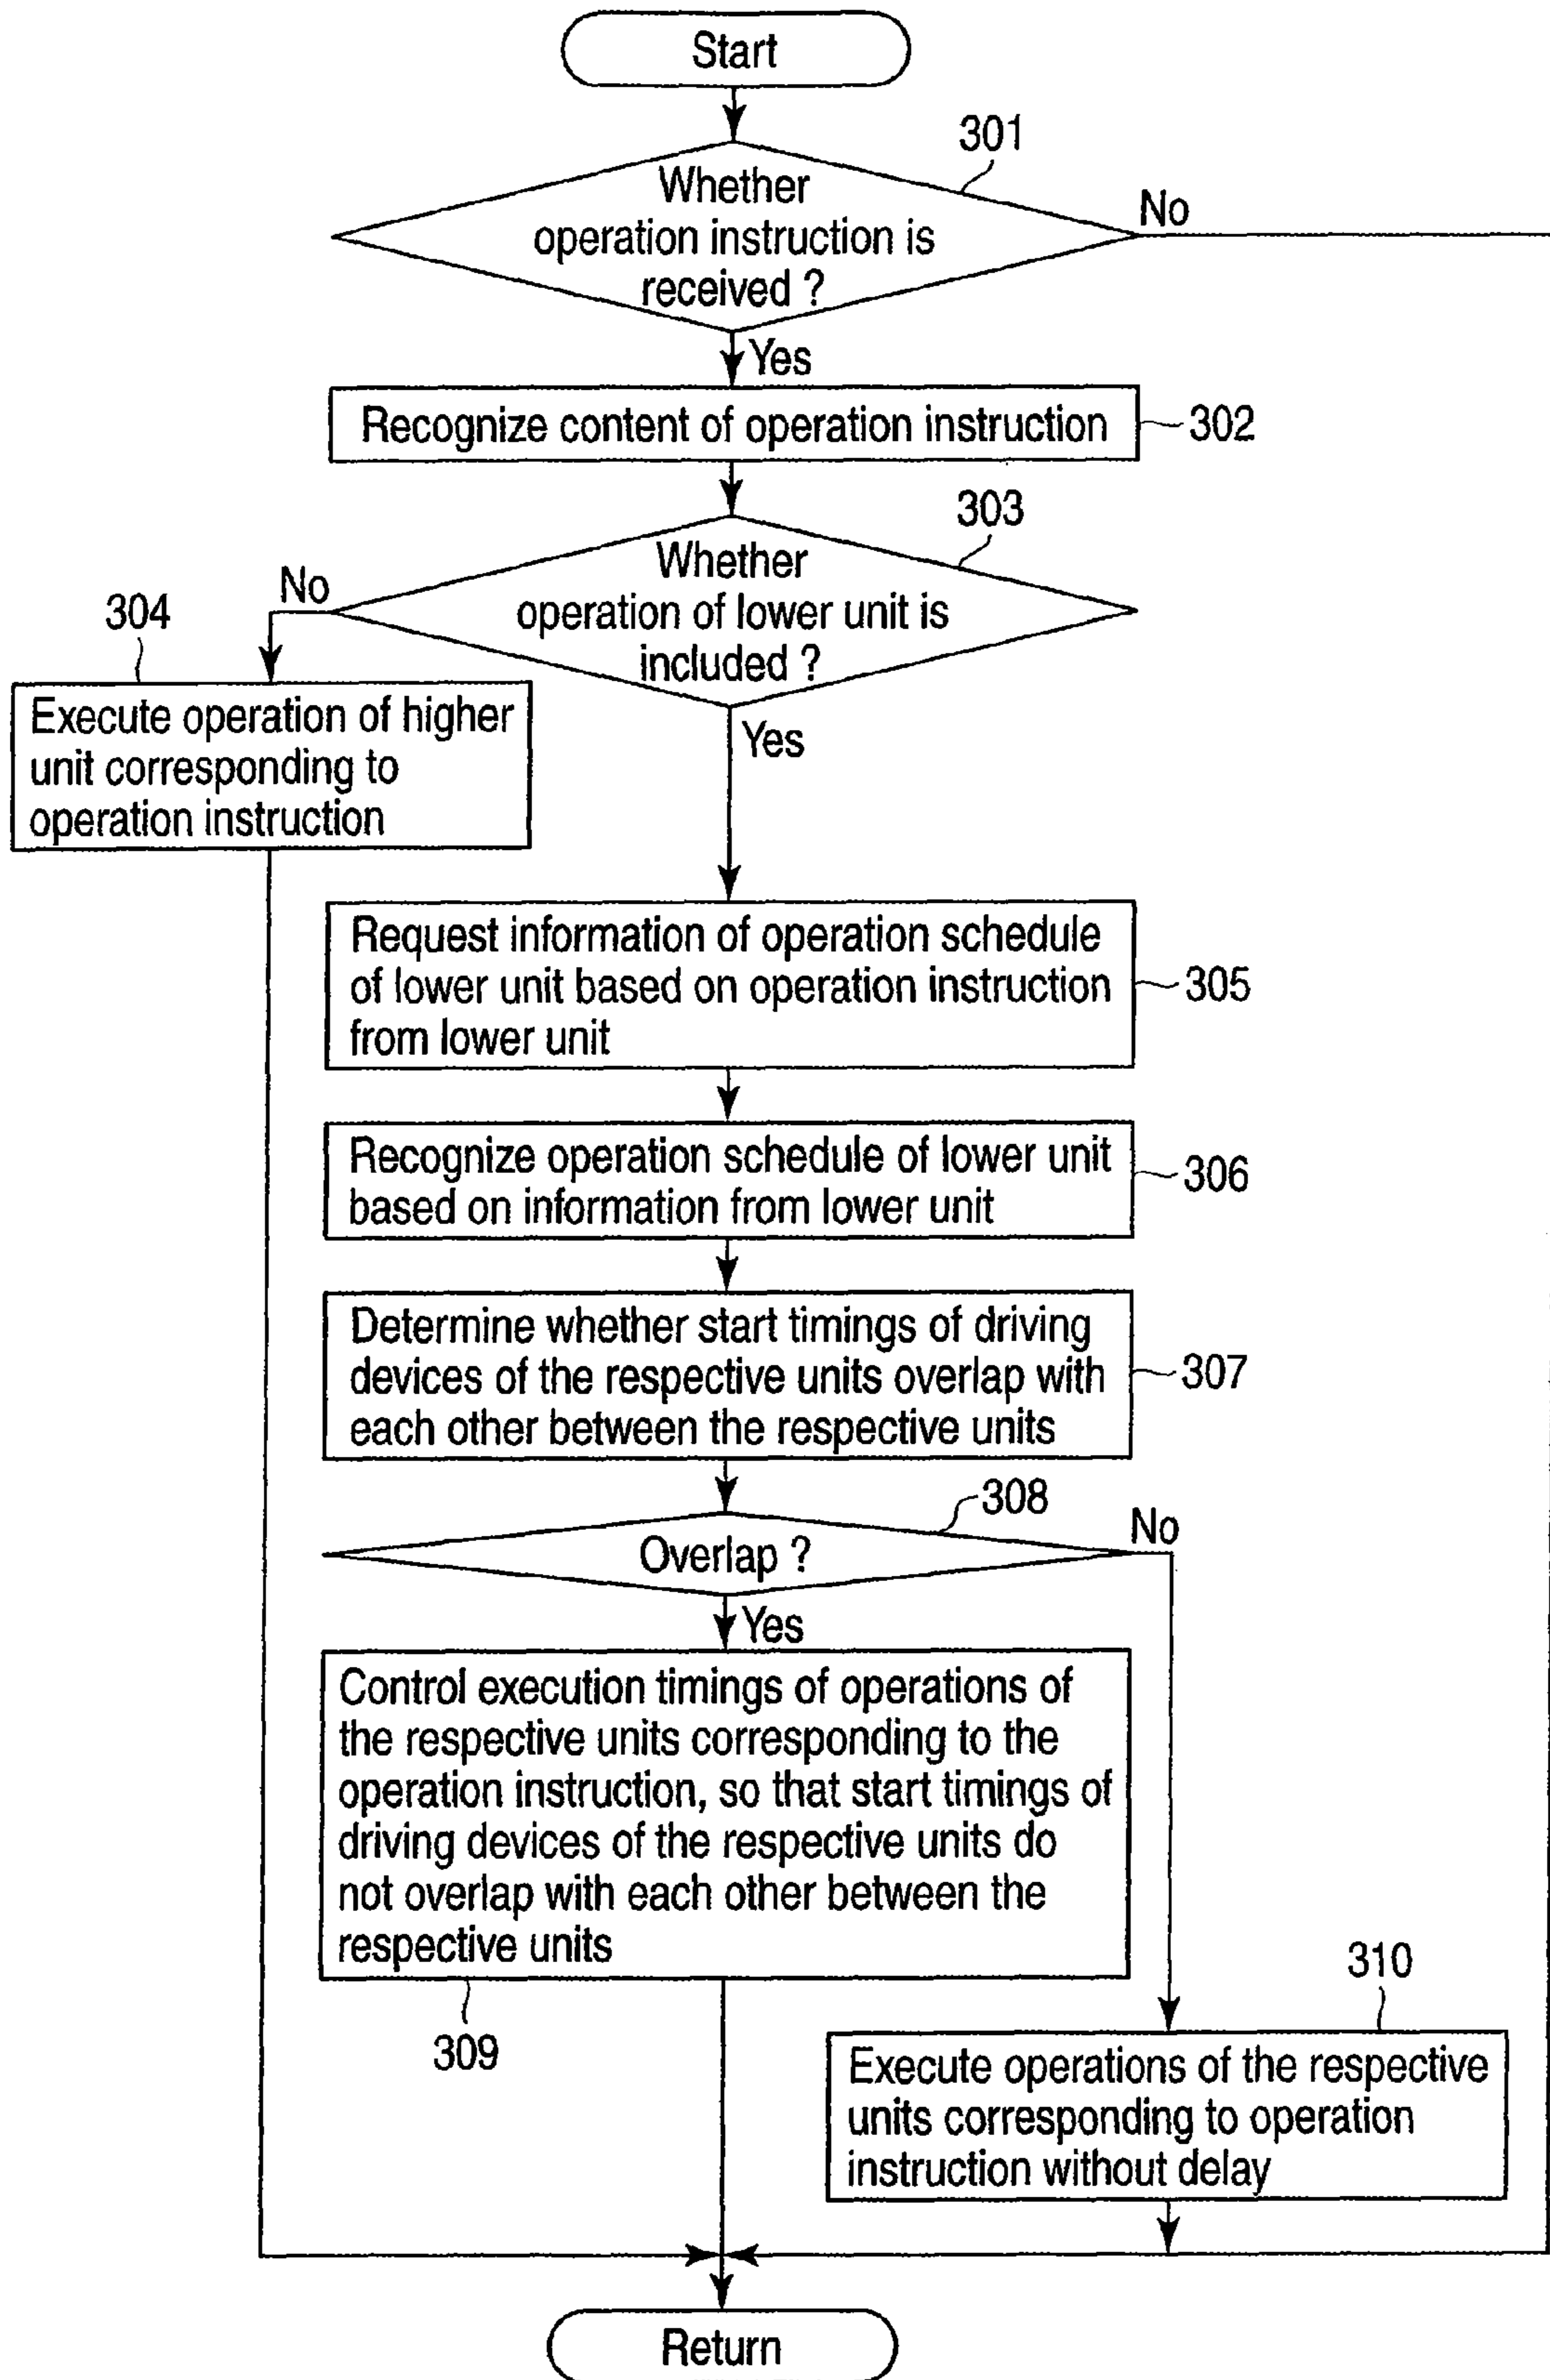 Start
301
Whether
operation instruction is
received ?
No
Yes
Recognize content of operation instruction
302
303
Whether
operation of lower unit is
included ?
No
304
Execute operation of higher
unit corresponding to
operation instruction
Yes
Request information of operation schedule
of lower unit based on operation instruction
from lower unit
305
Recognize operation schedule of lower unit
based on information from lower unit
306
Determine whether start timings of driving
devices of the respective units overlap with
each other between the respective units
307
308
Overlap ?
No
Yes
Control execution timings of operations of
the respective units corresponding to the
operation instruction, so that start timings of
driving devices of the respective units do
not overlap with each other between the
respective units
309
310
Execute operations of the respective
units corresponding to operation
instruction without delay
Return